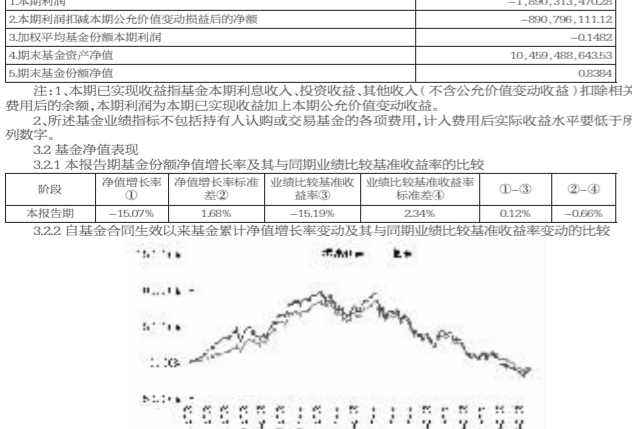 1.本期利润 -1,890,313,470.28
2.本期利润扣减本期公允价值变动损益后的净额 -890,796,111.12
3.加权平均基金份额本期利润 -0.1482
4.期末基金资产净值 10,459,488,643.53
5.期末基金份额净值 0.8384
注:1、本期已实现收益指基金本期利息收入、投资收益、其他收入(不含公允价值变动收益)扣除相关
费用后的余额,本期利润为本期已实现收益加上本期公允价值变动收益。
2、所述基金业绩指标不包括持有人认购或交易基金的各项费用,计入费用后实际收益水平要低于所
列数字。
3.2 基金净值表现
3.2.1 本报告期基金份额净值增长率及其与同期业绩比较基准收益率的比较
阶段 净值增长率① 净值增长率标准差② 业绩比较基准收益率③ 业绩比较基准收益率标准差④ ①-③ ②-④
本报告期 -15.07% 1.68% -15.19% 2.34% 0.12% -0.66%
3.2.2 自基金合同生效以来基金累计净值增长率变动及其与同期业绩比较基准收益率变动的比较